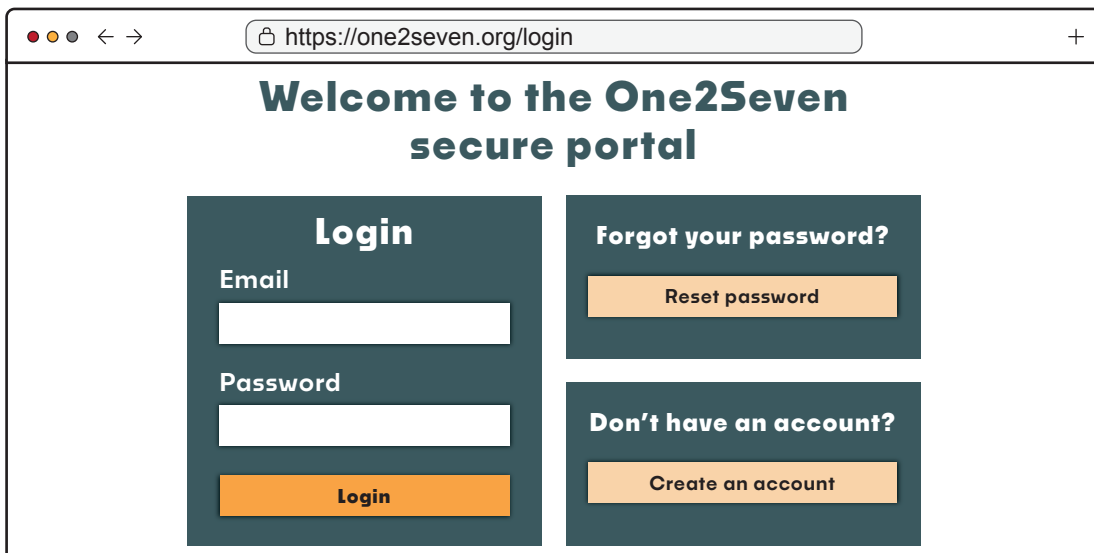 https://one2seven.org/login
Welcome to the One2Seven
secure portal
Login
Email
Password
Login
Forgot your password?
Reset password
Don’t have an account?
Create an account